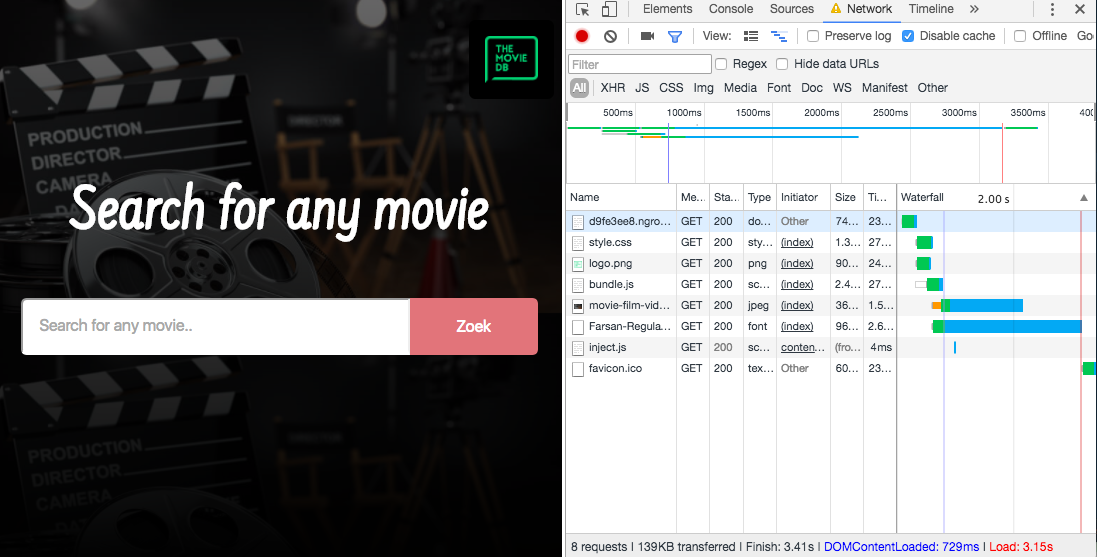 THE
MOVIE
DB
PRODUCTION
DIRECTOR
CAMERA
DIRECTOR
Search for any movie
Search for any movie..
Zoek
PRODUCTION
DIRECTOR
CAMERA
Elements Console Sources Network Timeline »
View: Preserve log Disable cache Offline
Filter Regex Hide data URLs
All XHR JS CSS Img Media Font Doc WS Manifest Other
500ms 1000ms 1500ms 2000ms 2500ms 3000ms 3500ms
Name Me... Sta... Type Initiator Size Ti... Waterfall 2.00 s
d9fe3ee8.ngro... GET 200 do... Other 74... 23...
style.css GET 200 sty... (index) 1.3... 27...
logo.png GET 200 png (index) 90... 24...
bundle.js GET 200 sc... (index) 2.4... 27...
movie-film-vid... GET 200 jpeg (index) 36... 1.5...
Farsan-Regula... GET 200 font (index) 96... 2.6...
inject.js GET 200 sc... conten... (fro... 4 ms
favicon.ico GET 200 tex... Other 60... 23...
8 requests | 139KB transferred | Finish: 3.41s | DOMContentLoaded: 729ms | Load: 3.15s